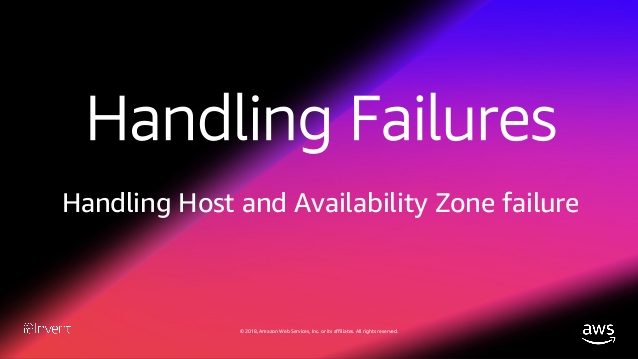 Handling Failures
Handling Host and Availability Zone failure
re:Invent
© 2018, Amazon Web Services, Inc. or its affiliates. All rights reserved.
aws